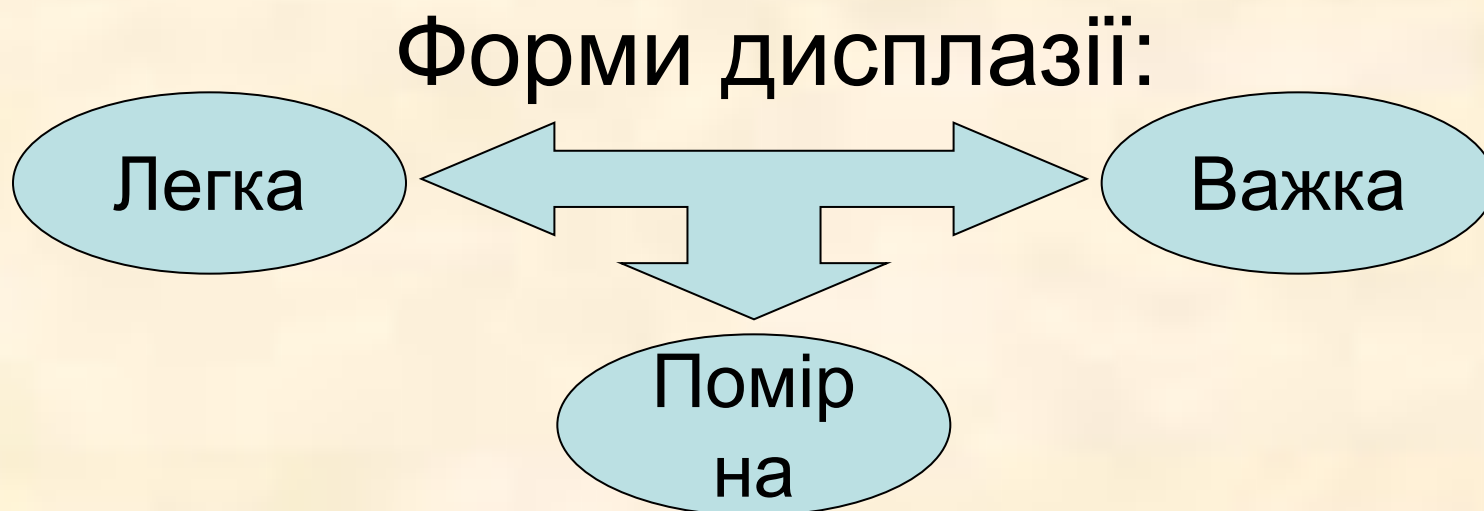 Форми дисплазії:
Легка
Важка
Помір
на